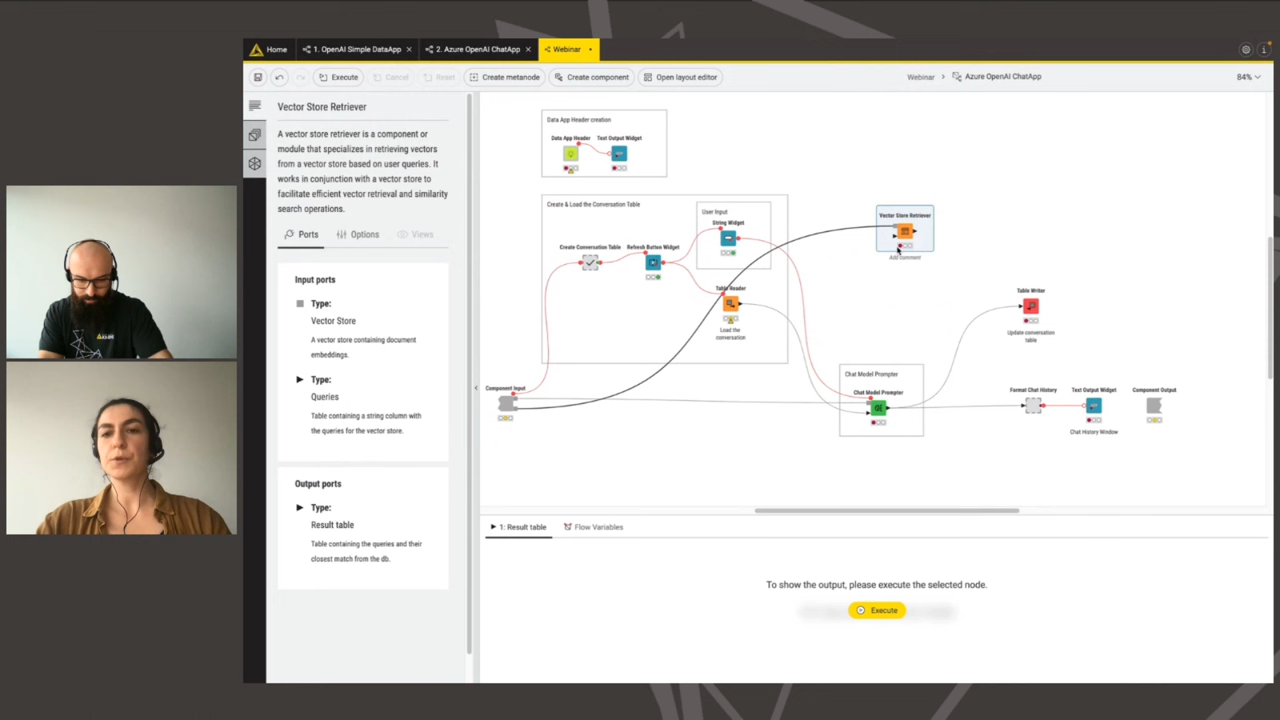 Home
1. OpenAI Simple DataApp
2. Azure OpenAI ChatApp
Webinar
Execute
Cancel
Reset
Create metanode
Create component
Open layout editor
Webinar
Azure OpenAI ChatApp
84%
Vector Store Retriever
A vector store retriever is a component or
module that specializes in retrieving vectors
from a vector store based on user queries. It
works in conjunction with a vector store to
facilitate efficient vector retrieval and similarity
search operations.
Ports
Options
Views
Input ports
Type:
Vector Store
A vector store containing document
embeddings.
Type:
Queries
Table containing a string column with
the queries for the vector store.
Output ports
Type:
Result table
Table containing the queries and their
closest match from the db.
Data App Header creation
Data App Header
Text Output Widget
Create & Load the Conversation Table
User Input
String Widget
Create Conversation Table
Refresh Button Widget
Table Reader
Load the
conversation
Vector Store Retriever
Add comment
Table Writer
Update conversation
table
Component Input
Chat Model Prompter
Chat Model Prompter
Format Chat History
Text Output Widget
Component Output
Chat History Window
1: Result table
Flow Variables
To show the output, please execute the selected node.
Execute